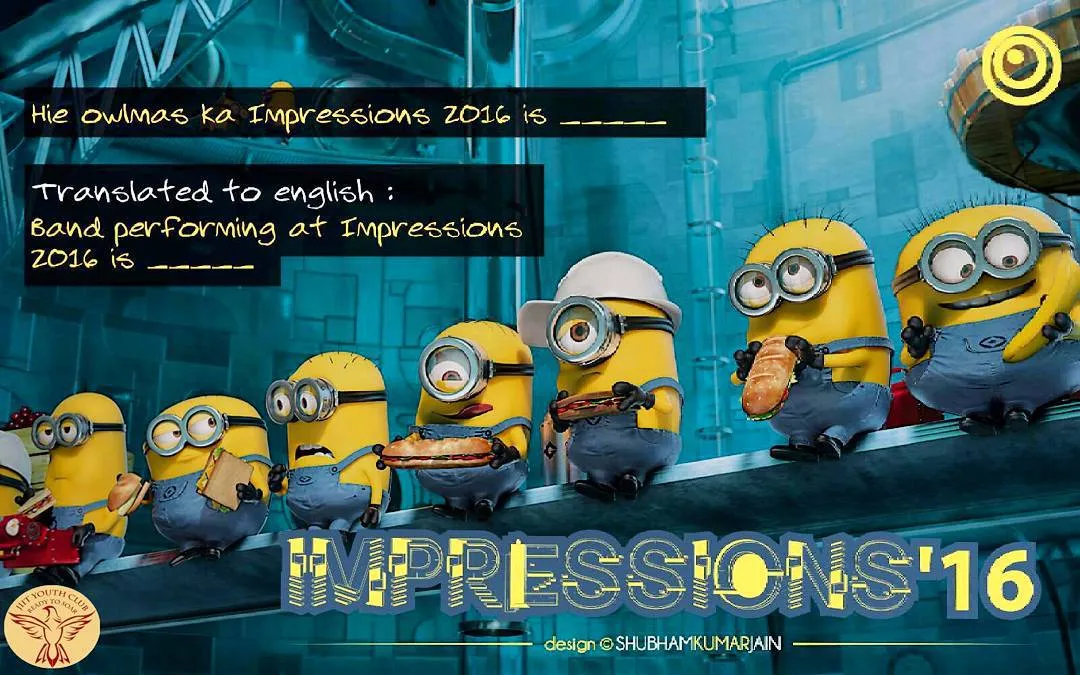 Hie owlmas ka Impressions 2016 is _____
Translated to english :
Band performing at Impressions
2016 is _____
IMPRESSIONS'16
JIIT YOUTH CLUB
READY TO SOAR
design © SHUBHAMKUMARJAIN